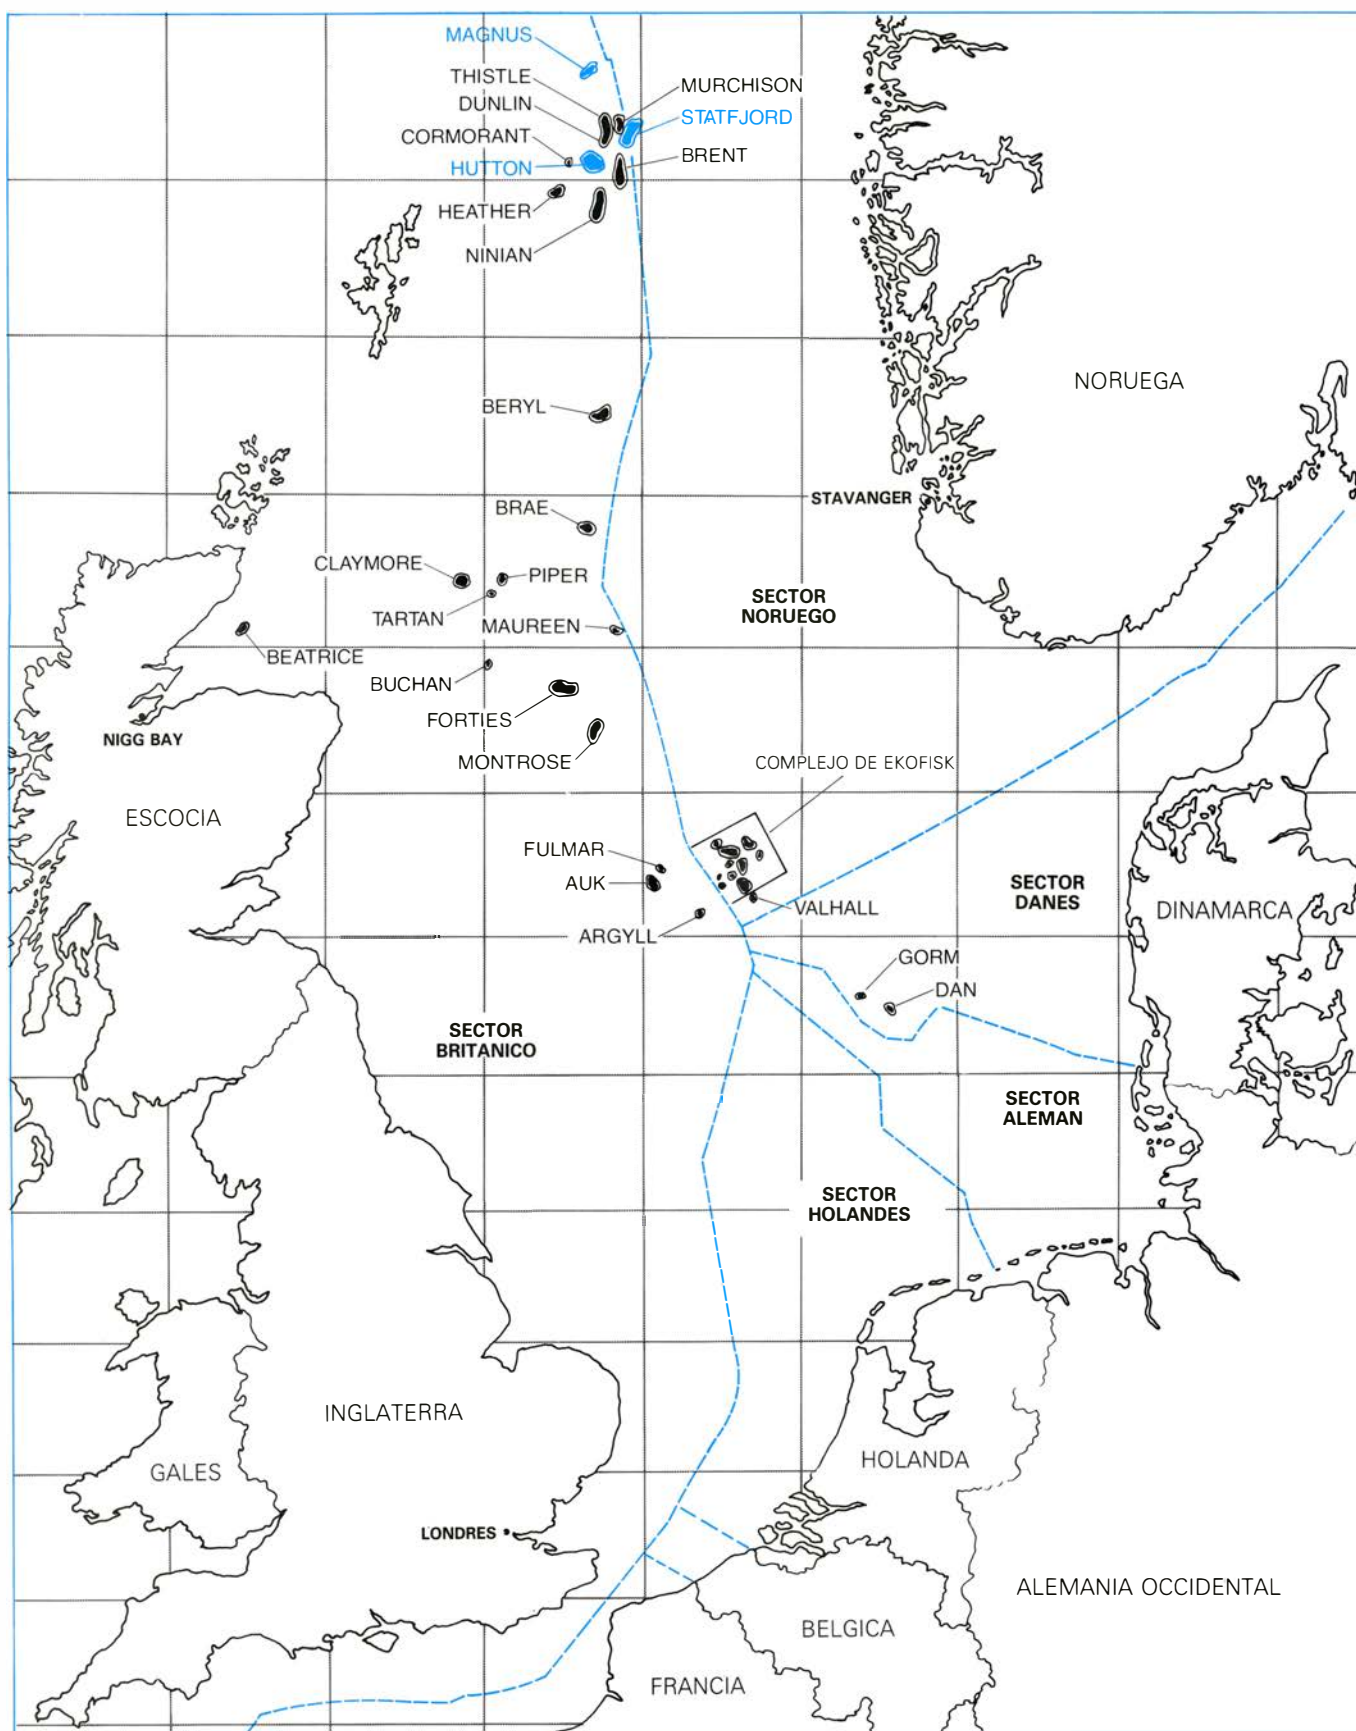 MAGNUS
THISTLE
MURCHISON
DUNLIN
STATFJORD
CORMORANT
BRENT
HUTTON
HEATHER
NINIAN
NORUEGA
BERYL
STAVANGER
BRAE
CLAYMORE
PIPER
SECTOR
NORUEGO
TARTAN
MAUREEN
BEATRICE
BUCHAN
FORTIES
NIGG BAY
MONTROSE
COMPLEJO DE EKOFISK
ESCOCIA
FULMAR
AUK
SECTOR
DANES
VALHALL
DINAMARCA
ARGYLL
GORM
DAN
SECTOR
BRITANICO
SECTOR
ALEMAN
SECTOR
HOLANDES
INGLATERRA
HOLANDA
GALES
LONDRES
ALEMANIA OCCIDENTAL
BELGICA
FRANCIA